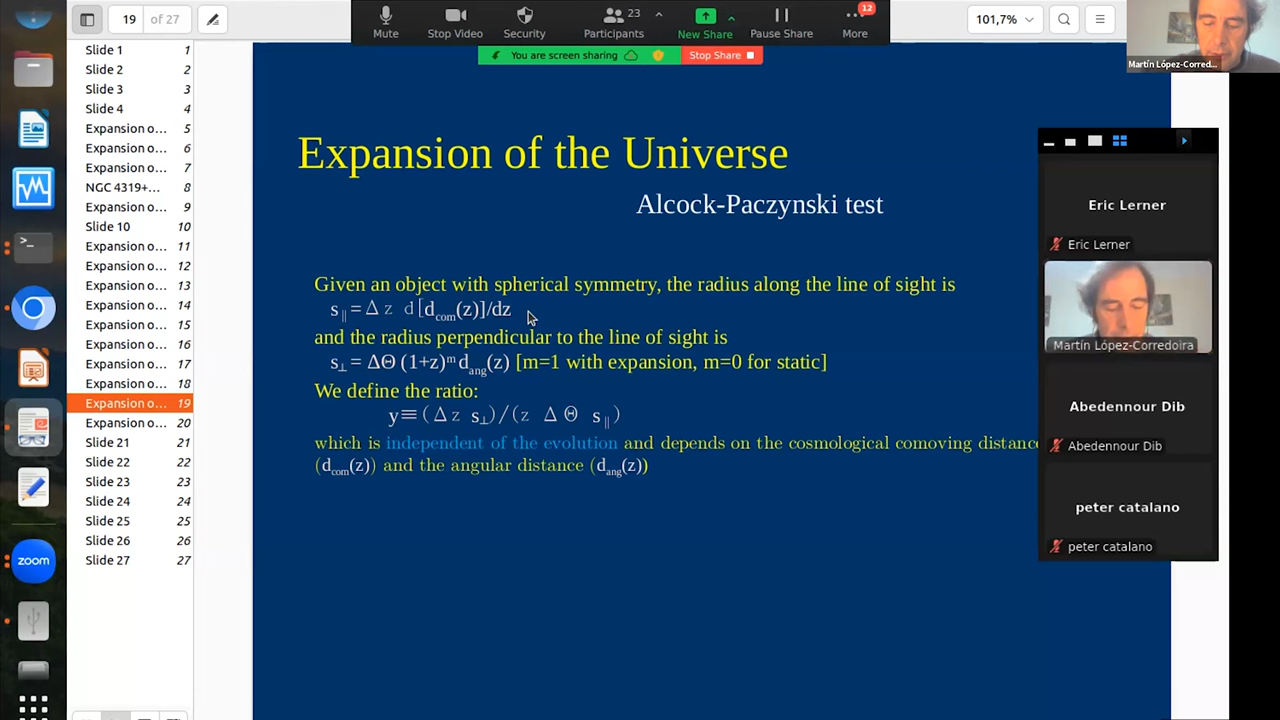 19 of 27
Mute
Stop Video
Security
23
Participants
New Share
Pause Share
12
More
101,7%
You are screen sharing
Stop Share
Martín López-Corred...
Slide 1 1
Slide 2 2
Slide 3 3
Slide 4 4
Expansion o... 5
Expansion o... 6
Expansion o... 7
NGC 4319+... 8
Expansion o... 9
Slide 10 10
Expansion o... 11
Expansion o... 12
Expansion o... 13
Expansion o... 14
Expansion o... 15
Expansion o... 16
Expansion o... 17
Expansion o... 18
Expansion o... 19
Expansion o... 20
Slide 21 21
Slide 22 22
Slide 23 23
Slide 24 24
Slide 25 25
Slide 26 26
Slide 27 27
zoom
Expansion of the Universe
Alcock-Paczynski test
Given an object with spherical symmetry, the radius along the line of sight is
s∥=Δz d[dcom(z)]/dz
and the radius perpendicular to the line of sight is
s⊥= ΔΘ (1+z)ᵐ dang(z) [m=1 with expansion, m=0 for static]
We define the ratio:
y≡(Δz s⊥)/(z ΔΘ s∥)
which is independent of the evolution and depends on the cosmological comoving distance
(dcom(z)) and the angular distance (dang(z))
Eric Lerner
Eric Lerner
Martín López-Corredoira
Abedennour Dib
Abedennour Dib
peter catalano
peter catalano